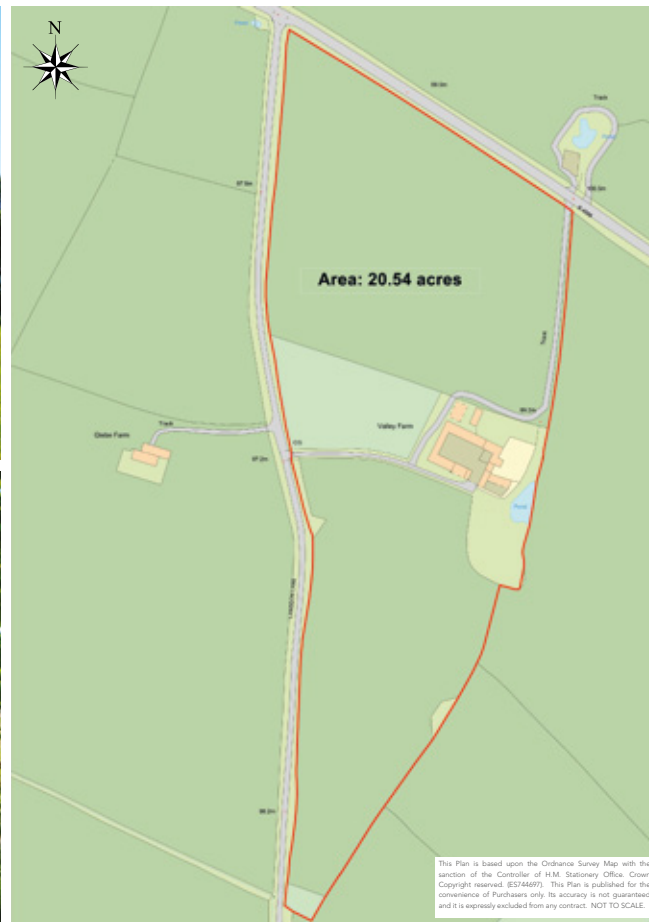 N
Pond
Track
Area: 20.54 acres
Track
Valley Farm
Track
Glebe Farm
Pond
This Plan is based upon the Ordnance Survey Map with the
sanction of the Controller of H.M. Stationery Office. Crown
Copyright reserved. (ES744697). This Plan is published for the
convenience of Purchasers only. Its accuracy is not guaranteed
and it is expressly excluded from any contract. NOT TO SCALE.